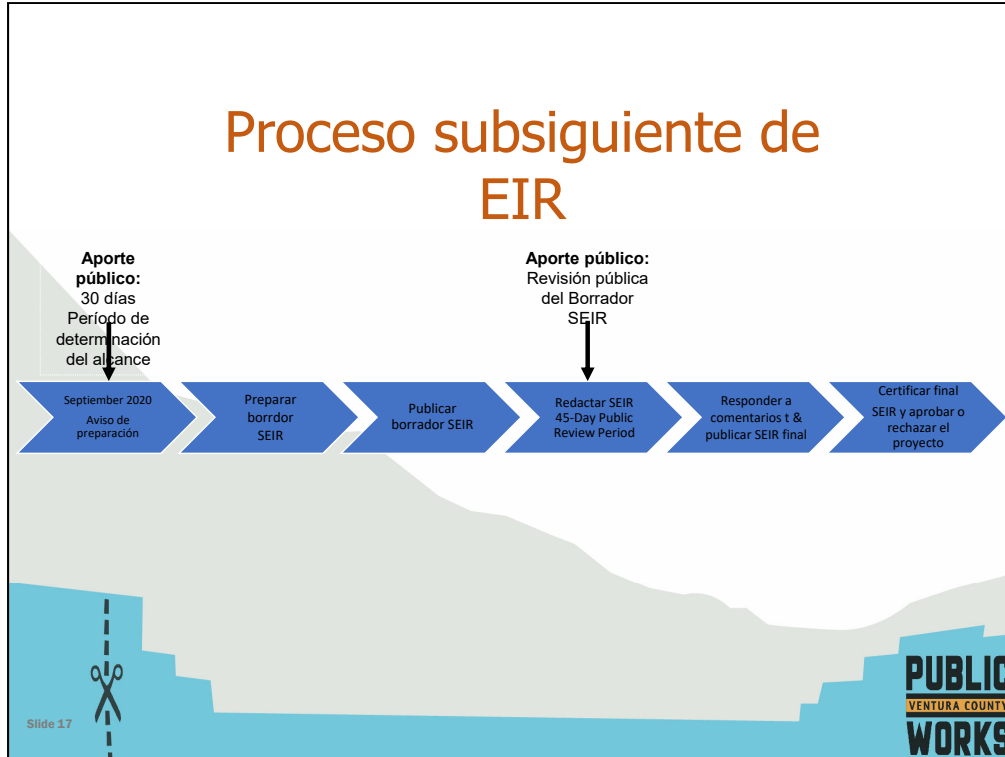 Proceso subsiguiente de
EIR
Aporte
público:
30 días
Período de
determinación
del alcance
Aporte público:
Revisión pública
del Borrador
SEIR
Septiember 2020
Aviso de
preparación
Preparar
borrdor
SEIR
Publicar
borrador SEIR
Redactar SEIR
45-Day Public
Review Period
Responder a
comentarios t &
publicar SEIR final
Certificar final
SEIR y aprobar o
rechazar el
proyecto
Slide 17
PUBLIC
VENTURA COUNTY
WORKS